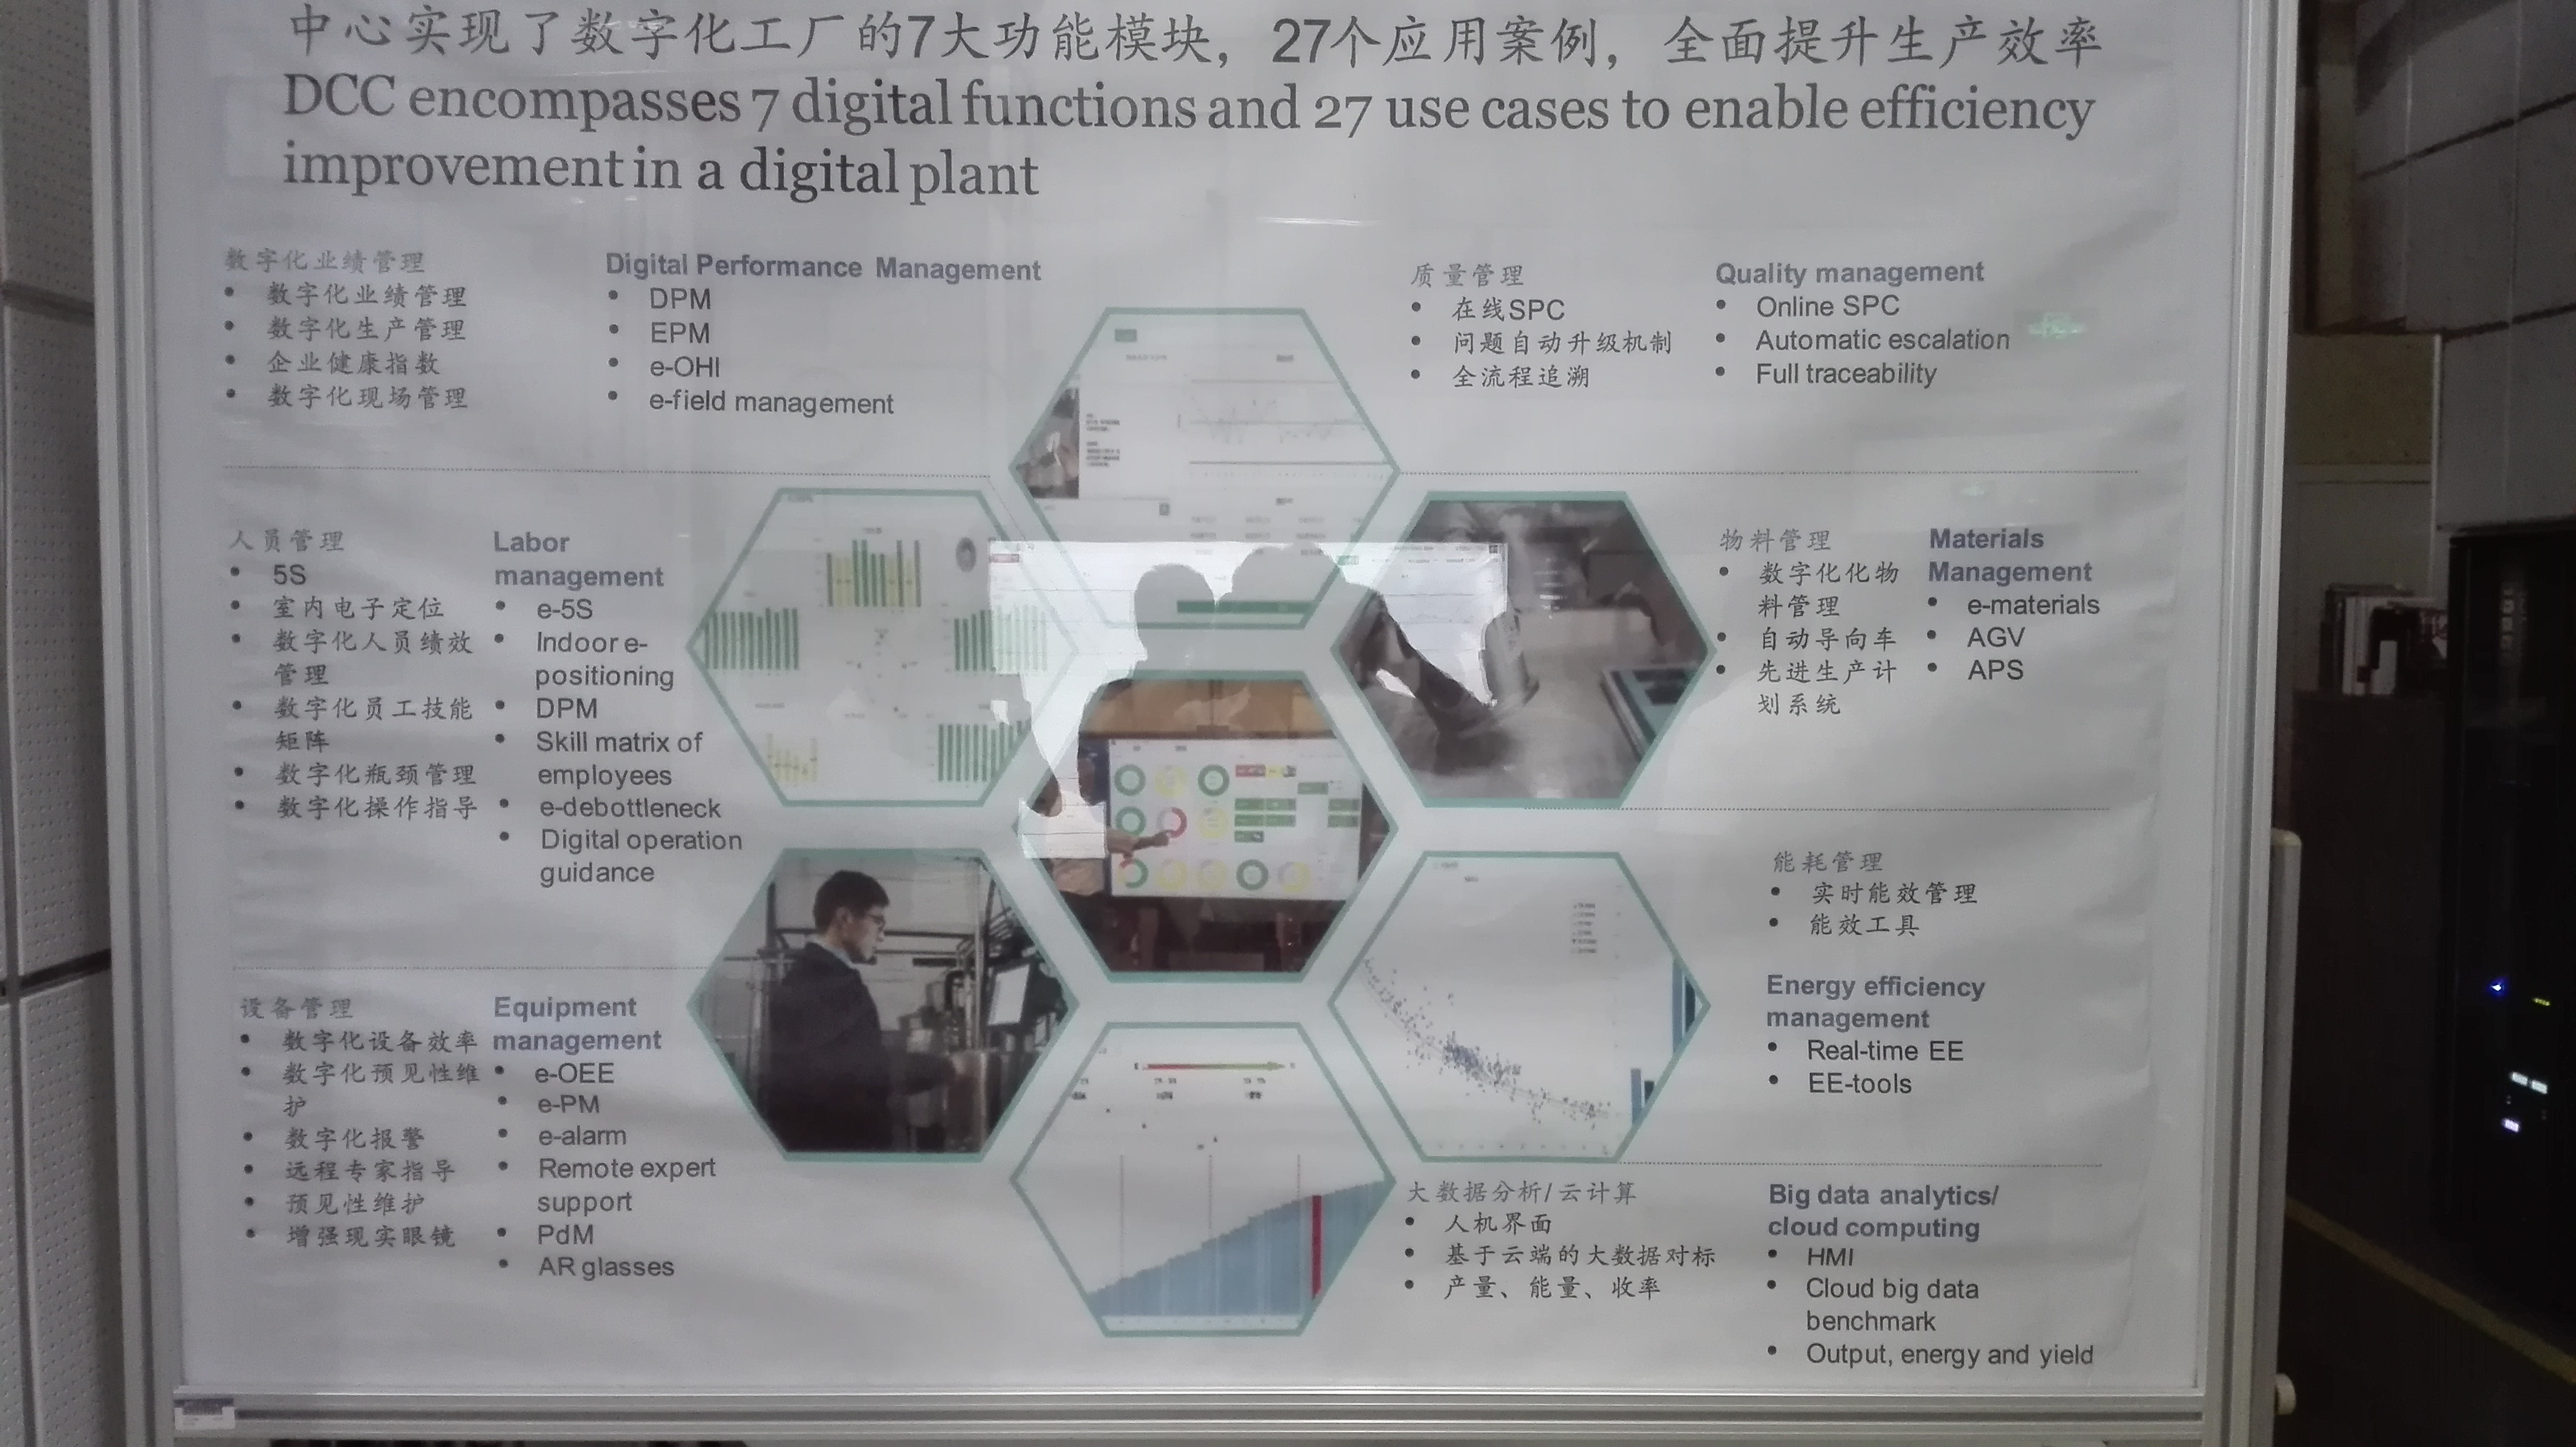 中心实现了数字化工厂的7大功能模块，27个应用案例，全面提升生产效率
DCC encompasses 7 digital functions and 27 use cases to enable efficiency
improvement in a digital plant
数字化业绩管理
• 数字化业绩管理
• 数字化生产管理
• 企业健康指数
• 数字化现场管理
Digital Performance Management
• DPM
• EPM
• e-OHI
• e-field management
质量管理
• 在线SPC
• 问题自动升级机制
• 全流程追溯
Quality management
• Online SPC
• Automatic escalation
• Full traceability
人员管理
• 5S
• 室内电子定位
• 数字化人员绩效
管理
• 数字化员工技能
矩阵
• 数字化瓶颈管理
• 数字化操作指导
Labor
management
• e-5S
• Indoor e-
positioning
• DPM
• Skill matrix of
employees
• e-debottleneck
• Digital operation
guidance
物料管理
• 数字化化物
料管理
• 自动导向车
• 先进生产计
划系统
Materials
Management
• e-materials
• AGV
• APS
设备管理
• 数字化设备效率
• 数字化预见性维
护
• 数字化报警
• 远程专家指导
• 预见性维护
• 增强现实眼镜
Equipment
management
• e-OEE
• e-PM
• e-alarm
• Remote expert
support
• PdM
• AR glasses
能耗管理
• 实时能效管理
• 能效工具
Energy efficiency
management
• Real-time EE
• EE-tools
大数据分析/云计算
• 人机界面
• 基于云端的大数据对标
• 产量、能量、收率
Big data analytics/
cloud computing
• HMI
• Cloud big data
benchmark
• Output, energy and yield